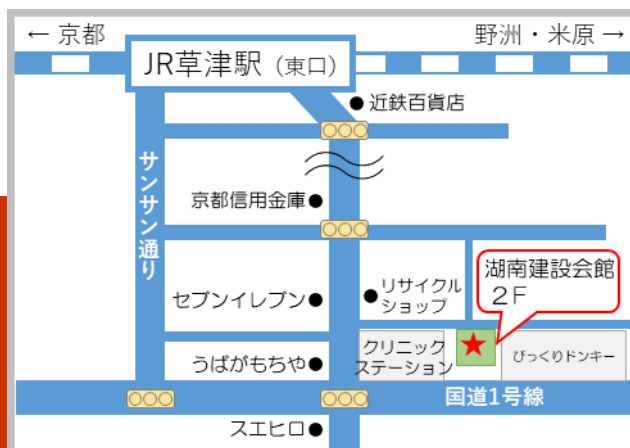 ← 京都
野洲・米原 →
JR草津駅（東口）
● 近鉄百貨店
サンサン通り
京都信用金庫●
セブンイレブン●
●リサイクル
ショップ
湖南建設会館
２Ｆ
うばがもちや●
クリニック
ステーション
びっくりドンキー
国道1号線
スエヒロ●